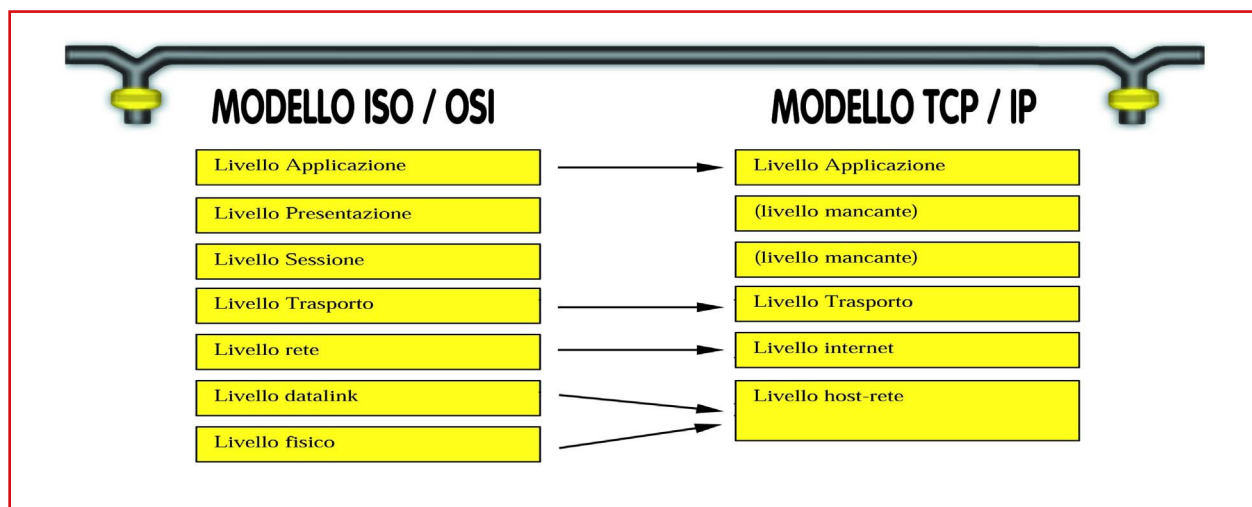 MODELLO ISO / OSI
MODELLO TCP / IP
Livello Applicazione
Livello Applicazione
Livello Presentazione
(livello mancante)
Livello Sessione
(livello mancante)
Livello Trasporto
Livello Trasporto
Livello rete
Livello internet
Livello datalink
Livello host-rete
Livello fisico